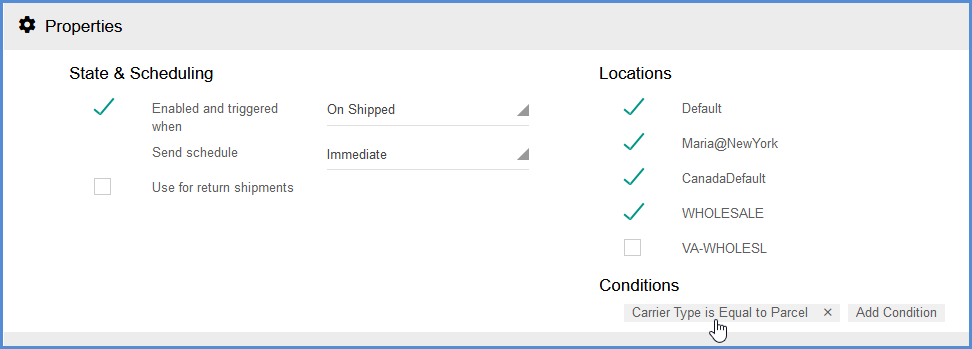 Properties
State & Scheduling
Enabled and triggered
when
On Shipped
Send schedule
Immediate
Use for return shipments
Locations
Default
Maria@NewYork
CanadaDefault
WHOLESALE
VA-WHOLESL
Conditions
Carrier Type is Equal to Parcel ×
Add Condition